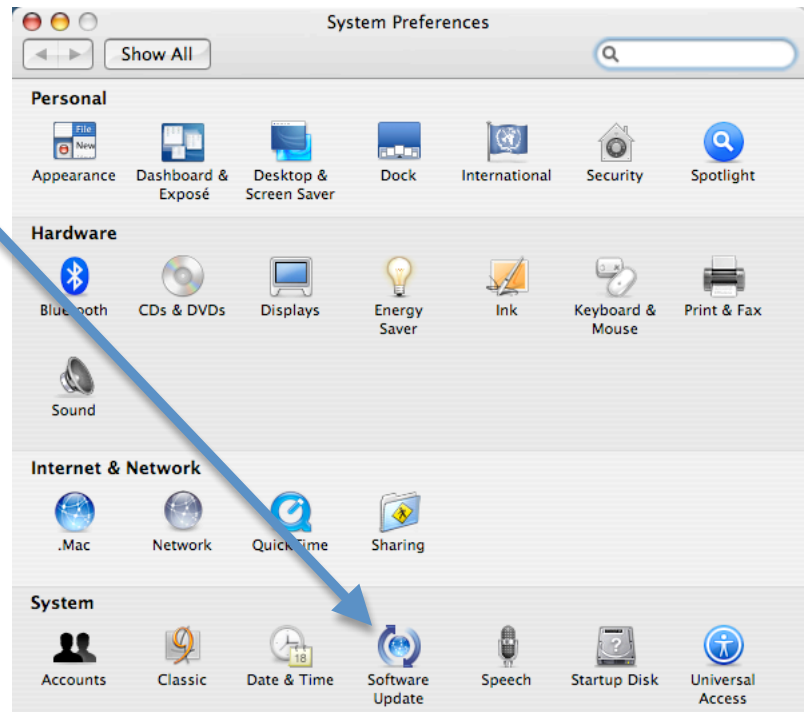 System Preferences
Show All
Personal
File
New
Appearance Dashboard & Exposé Desktop & Screen Saver Dock International Security Spotlight
Hardware
Bluetooth CDs & DVDs Displays Energy Saver Ink Keyboard & Mouse Print & Fax
Sound
Internet & Network
.Mac Network QuickTime Sharing
System
18
Accounts Classic Date & Time Software Update Speech Startup Disk Universal Access